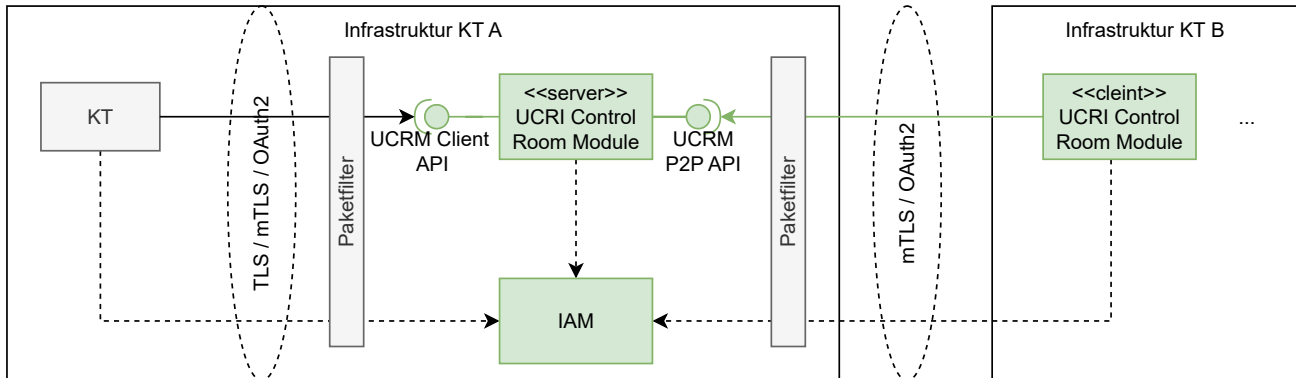 Infrastruktur KT A
Infrastruktur KT B
KT
TLS / mTLS / OAuth2
Paketfilter
UCRM Client
API
<<server>>
UCRI Control
Room Module
UCRM
P2P API
Paketfilter
mTLS / OAuth2
<<cleint>>
UCRI Control
Room Module
...
IAM